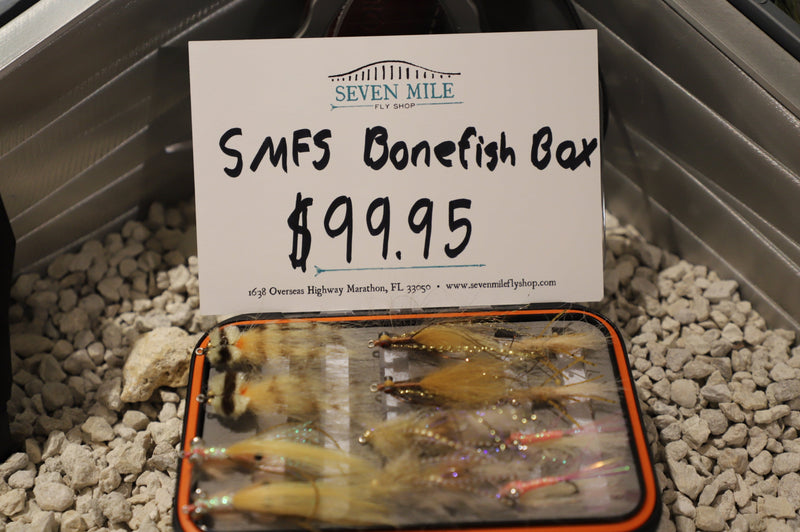 SEVEN MILE
FLY SHOP
SMFS Bonefish Box
$99.95
1638 Overseas Highway Marathon, FL 33050 • www.sevenmileflyshop.com